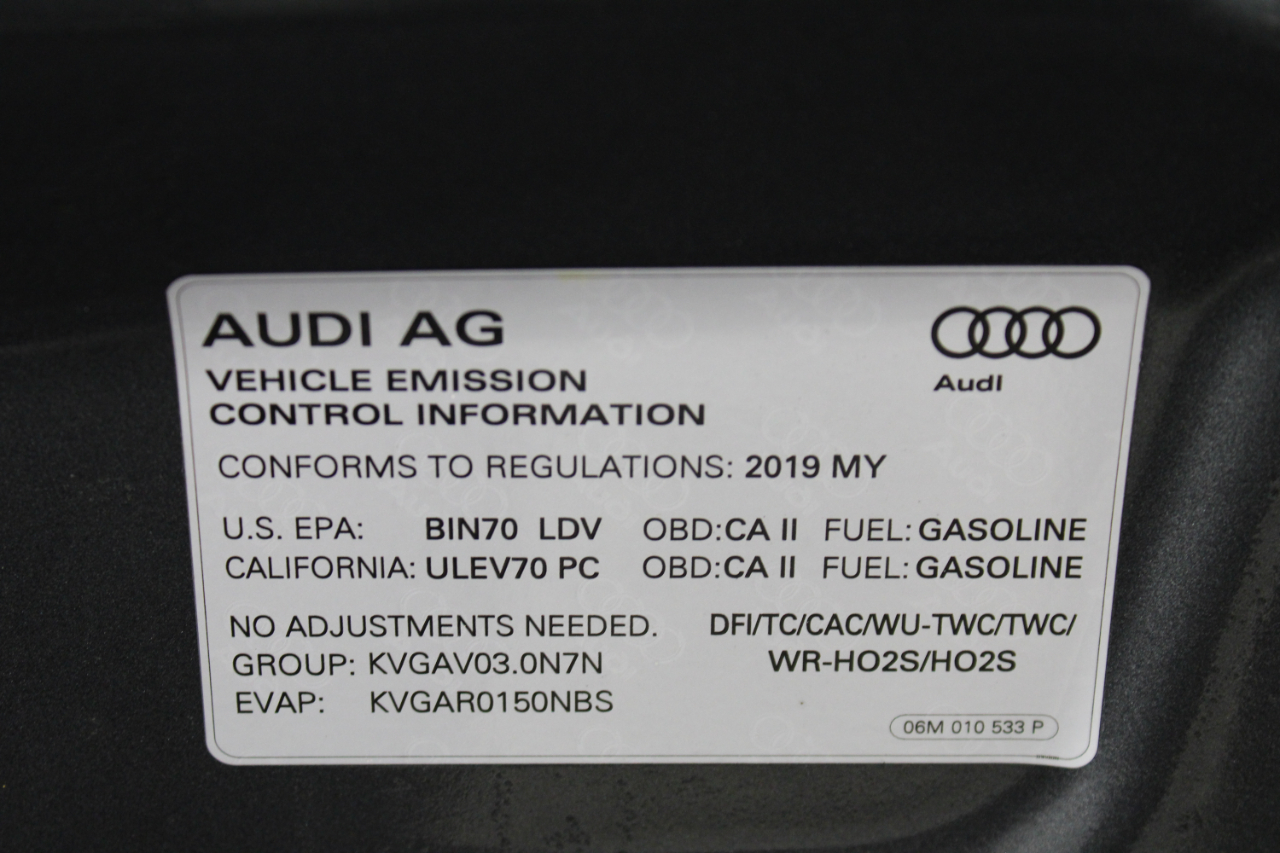 AUDI AG
Audi
VEHICLE EMISSION
CONTROL INFORMATION
CONFORMS TO REGULATIONS: 2019 MY
U.S. EPA: BIN70 LDV OBD:CA II FUEL: GASOLINE
CALIFORNIA: ULEV70 PC OBD:CA II FUEL: GASOLINE
NO ADJUSTMENTS NEEDED. DFI/TC/CAC/WU-TWC/TWC/
GROUP: KVGAV03.0N7N WR-HO2S/HO2S
EVAP: KVGAR0150NBS
06M 010 533 P